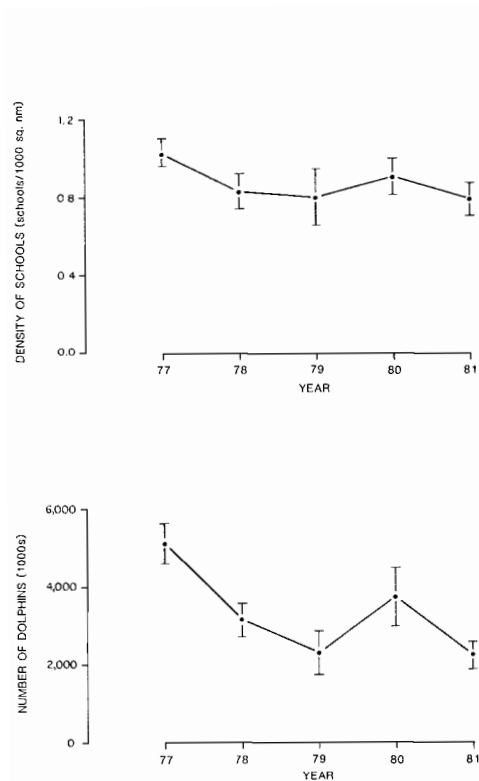 DENSITY OF SCHOOLS (schools/1000 sq. nm)
1.2
0.8
0.4
0.0
77 78 79 80 81
YEAR
NUMBER OF DOLPHINS (1000s)
6,000
4,000
2,000
0
77 78 79 80 81
YEAR